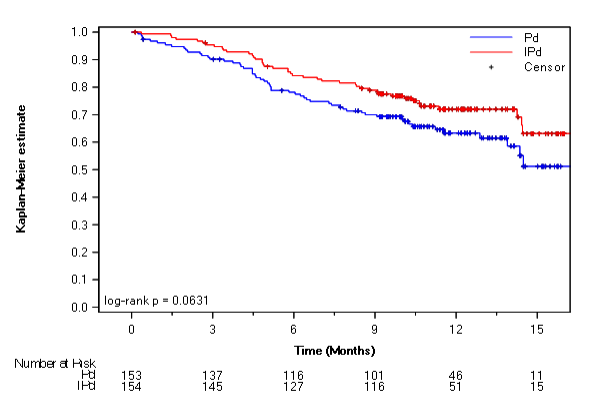 Pd
IPd
Censor
1.0
0.9
0.8
0.7
0.6
0.5
0.4
0.3
0.2
0.1
0.0
Kaplan-Meier estimate
log-rank p = 0.0631
0 3 6 9 12 15
Time (Months)
Number at Risk
Pd 153 137 116 101 46 11
IPd 154 145 127 116 51 15